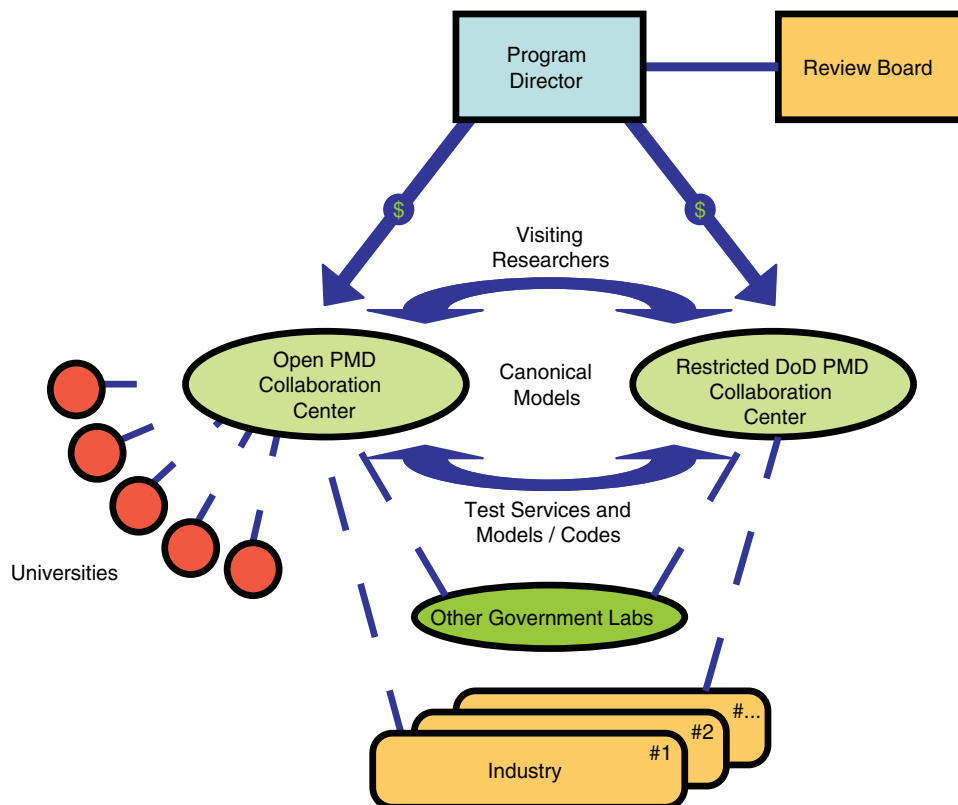 Program
Director
Review Board
$
$
Visiting
Researchers
Open PMD
Collaboration
Center
Canonical
Models
Restricted DoD PMD
Collaboration
Center
Test Services and
Models / Codes
Universities
Other Government Labs
#...
#2
#1
Industry